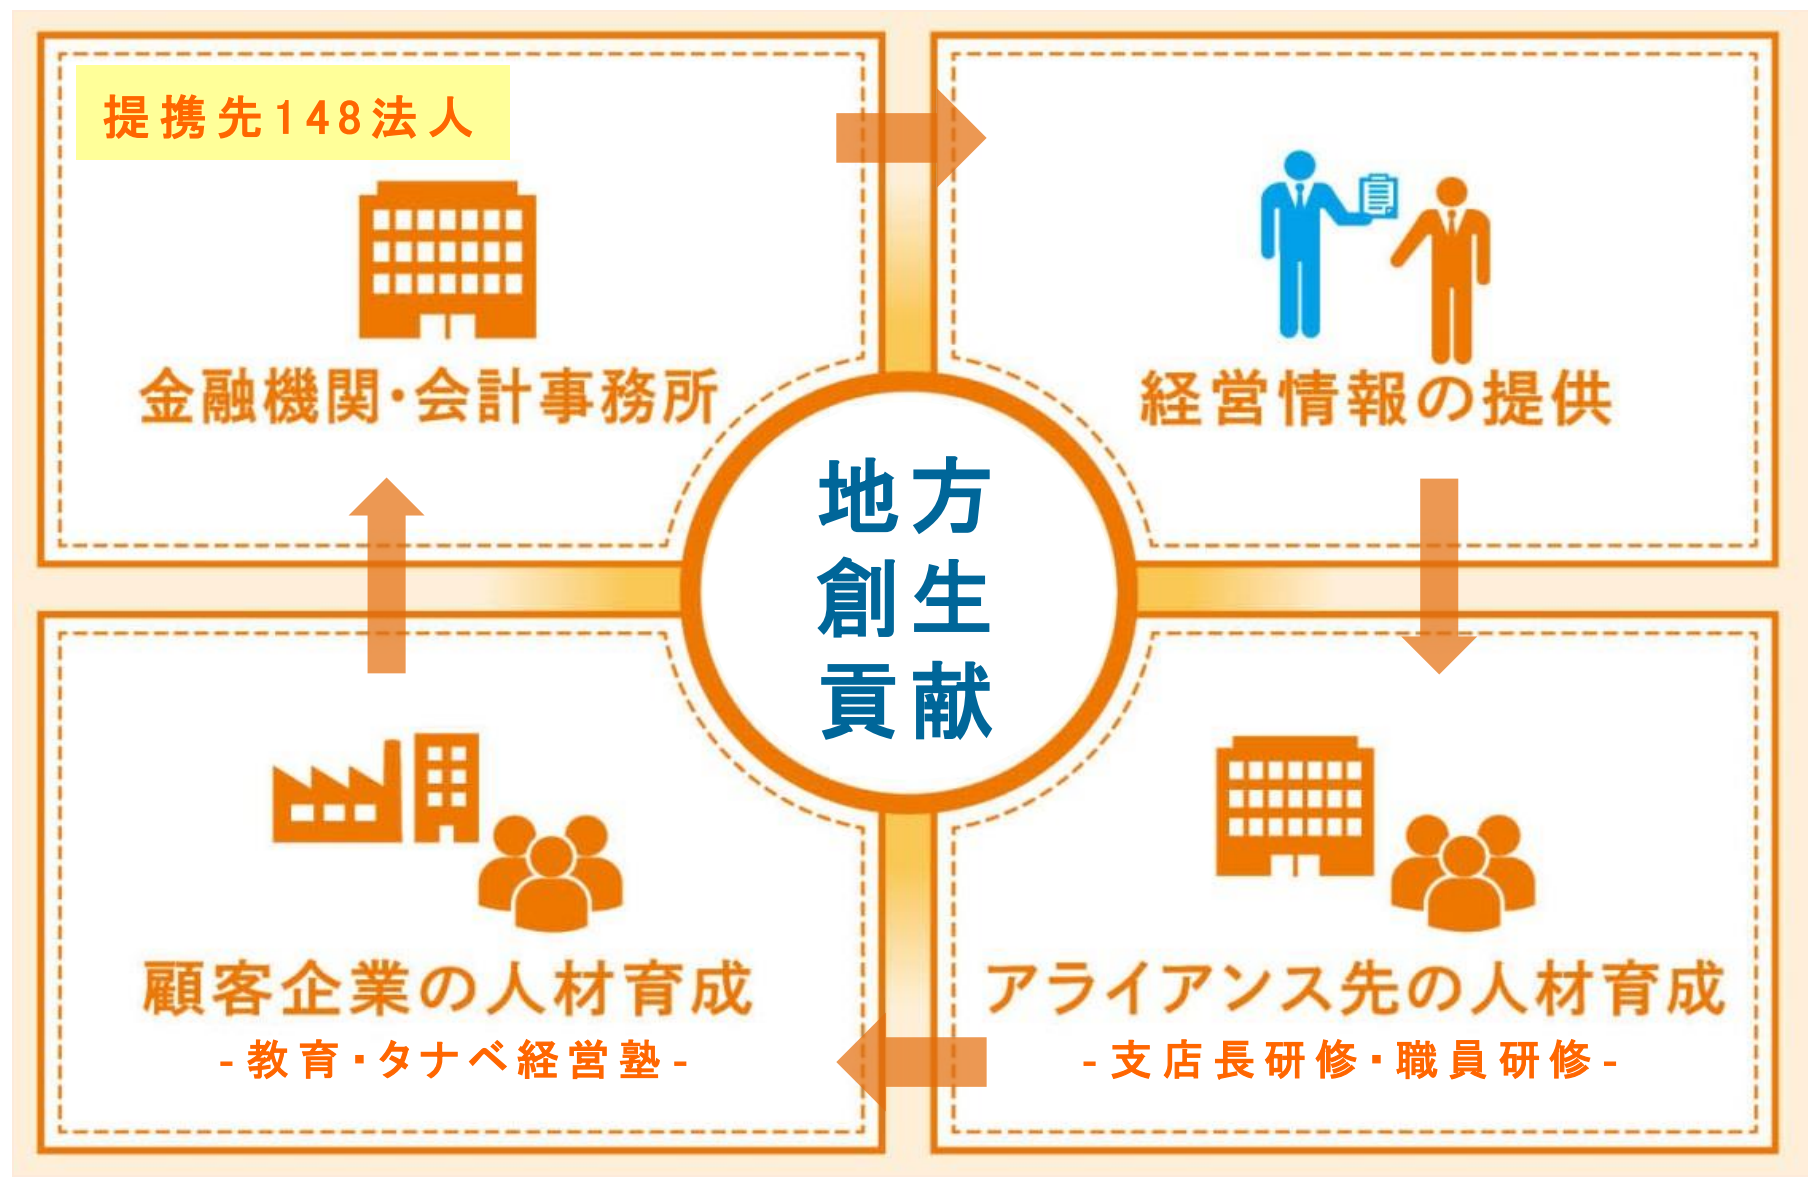 提携先148法人
金融機関・会計事務所
経営情報の提供
地方
創生
貢献
顧客企業の人材育成
-教育・タナベ経営塾-
アライアンス先の人材育成
-支店長研修・職員研修-